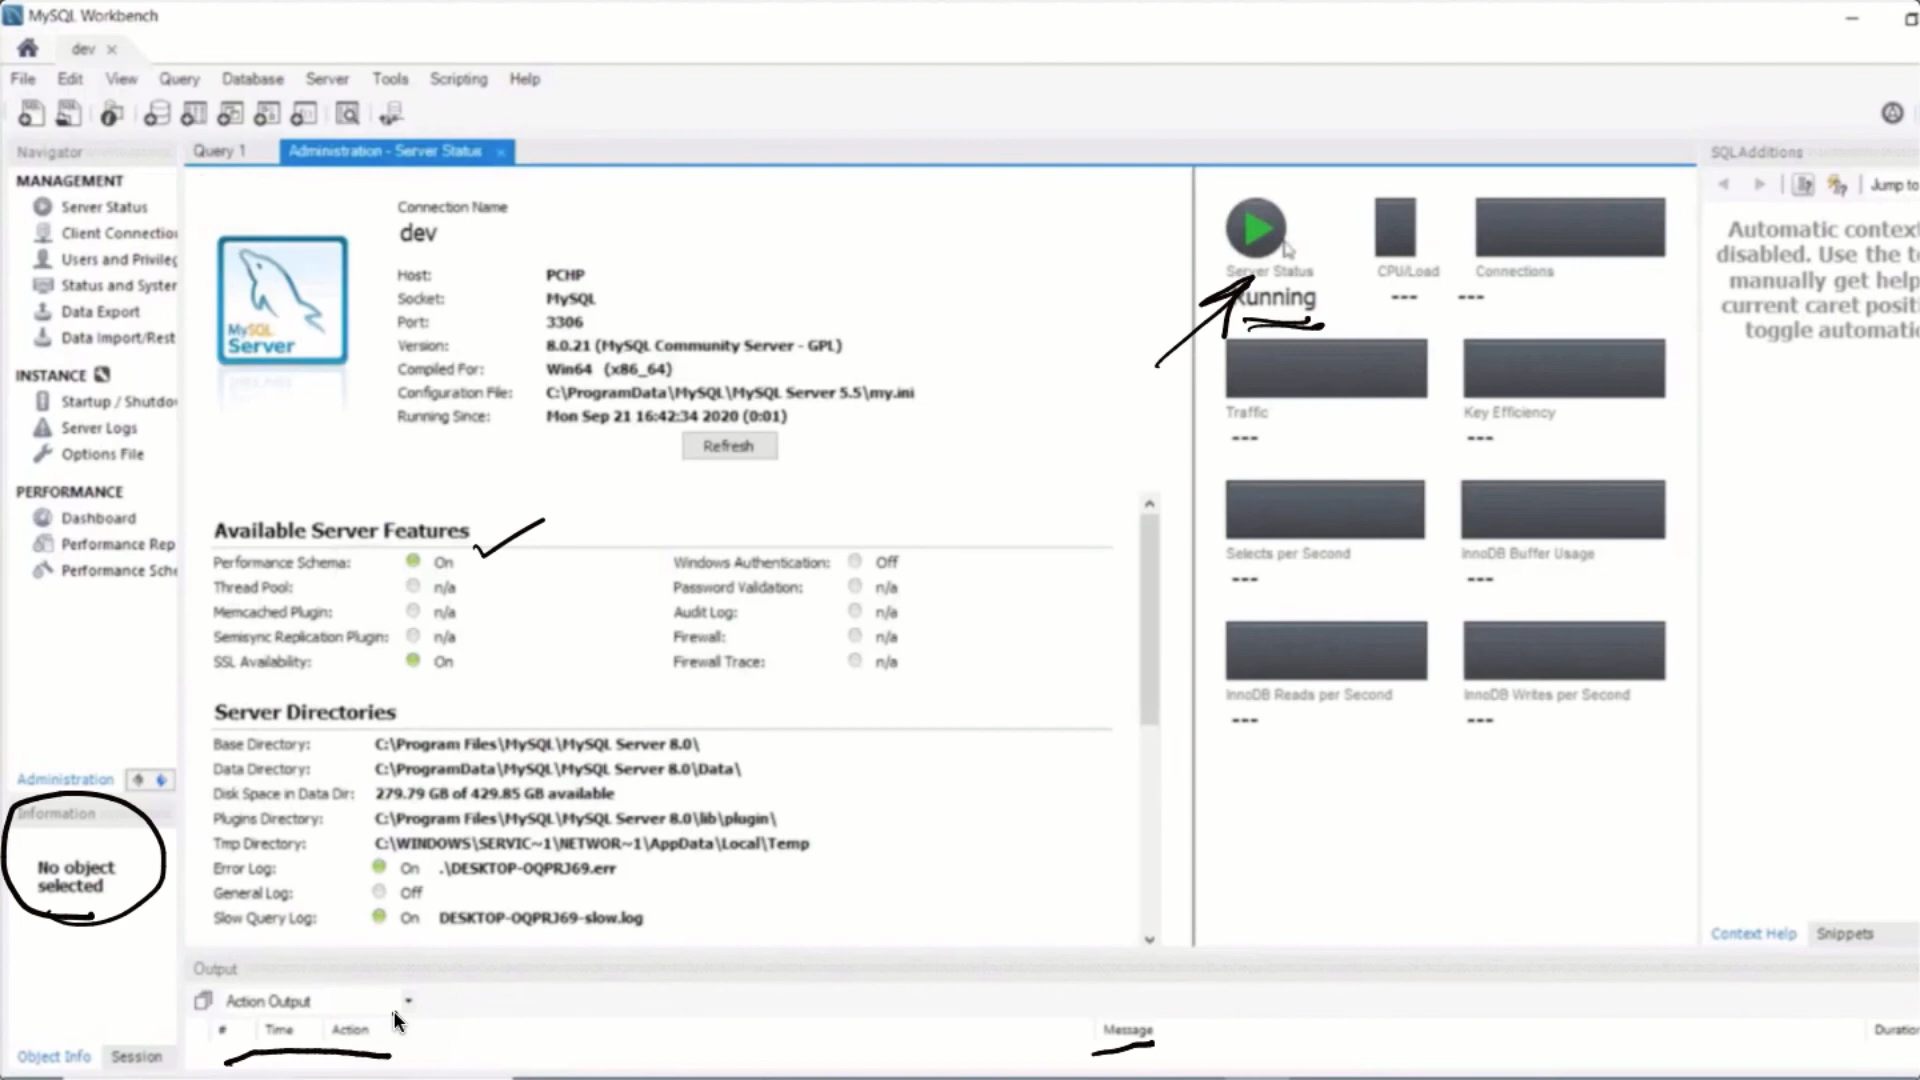 MySQL Workbench
dev
File Edit View Query Database Server Tools Scripting Help
Navigator
MANAGEMENT
Server Status
Client Connectio
Users and Privileg
Status and Syster
Data Export
Data Import/Rest
INSTANCE
Startup / Shutdo
Server Logs
Options File
PERFORMANCE
Dashboard
Performance Rep
Performance Sche
Administration
Information
No object
selected
Object Info Session
Query 1 Administration - Server Status
MySQL
Server
Connection Name
dev
Host: PCHP
Socket: MySQL
Port: 3306
Version: 8.0.21 (MySQL Community Server - GPL)
Compiled For: Win64 (x86_64)
Configuration File: C:\ProgramData\MySQL\MySQL Server 5.5\my.ini
Running Since: Mon Sep 21 16:42:34 2020 (0:01)
Refresh
Available Server Features
Performance Schema: On Windows Authentication: Off
Thread Pool: n/a Password Validation: n/a
Memcached Plugin: n/a Audit Log: n/a
Semisync Replication Plugin: n/a Firewall: n/a
SSL Availability: On Firewall Trace: n/a
Server Directories
Base Directory: C:\Program Files\MySQL\MySQL Server 8.0\
Data Directory: C:\ProgramData\MySQL\MySQL Server 8.0\Data\
Disk Space in Data Dir: 279.79 GB of 429.85 GB available
Plugins Directory: C:\Program Files\MySQL\MySQL Server 8.0\lib\plugin\
Tmp Directory: C:\WINDOWS\SERVIC~1\NETWOR~1\AppData\Local\Temp
Error Log: On .\DESKTOP-OQPRJ69.err
General Log: Off
Slow Query Log: On DESKTOP-OQPRJ69-slow.log
Server Status CPU/Load Connections
Running --- ---
Traffic Key Efficiency
--- ---
Selects per Second InnoDB Buffer Usage
--- ---
InnoDB Reads per Second InnoDB Writes per Second
--- ---
SQLAdditions
Jump to
Automatic context
disabled. Use the to
manually get help
current caret positi
toggle automatic
Context Help Snippets
Output
Action Output
# Time Action Message Duratio